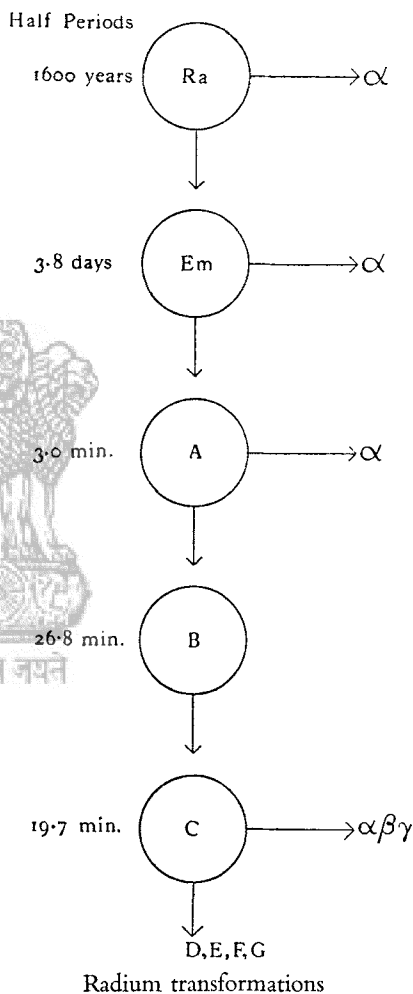 Half Periods
1600 years Ra →α
3·8 days Em →α
3·0 min. A →α
26·8 min. B
जयते
19·7 min. C →αβγ
D,E,F,G
Radium transformations